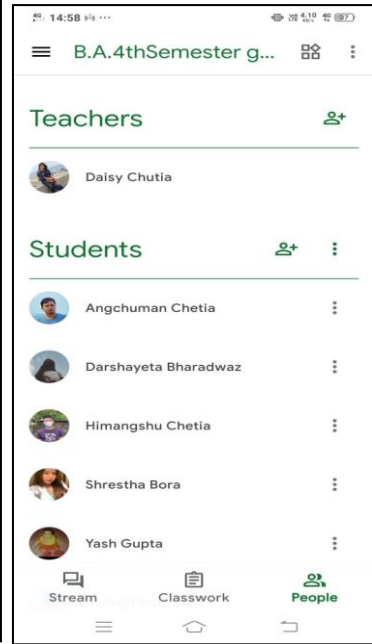 14:58
B.A.4thSemester g...
Teachers
Daisy Chutia
Students
Angchuman Chetia
Darshayeta Bharadwaz
Himangshu Chetia
Shrestha Bora
Yash Gupta
Stream Classwork People